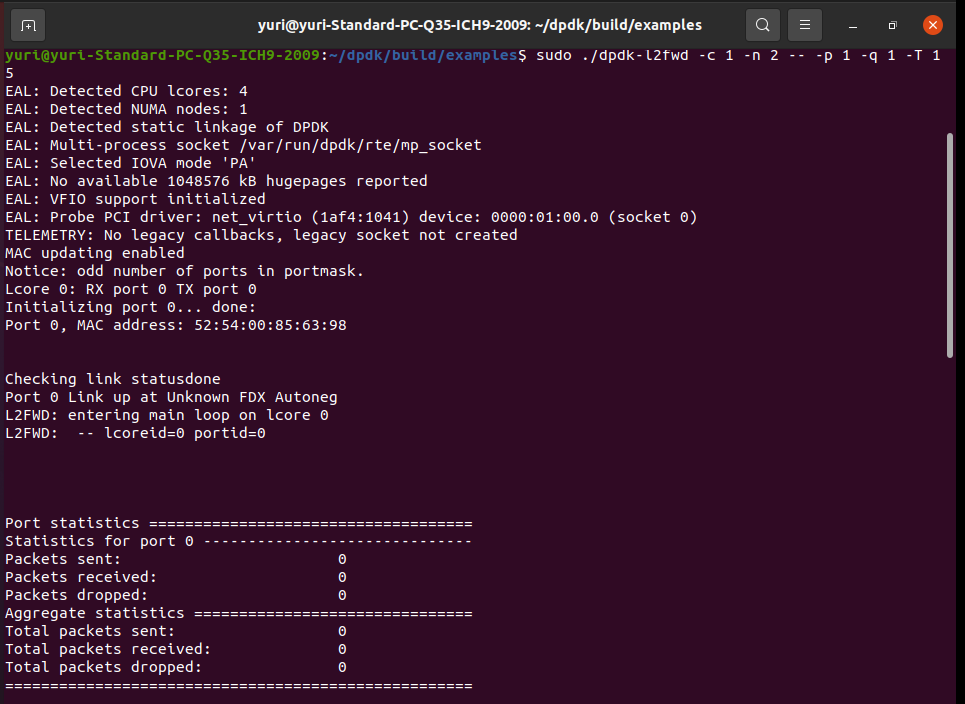 yuri@yuri-Standard-PC-Q35-ICH9-2009: ~/dpdk/build/examples
yuri@yuri-Standard-PC-Q35-ICH9-2009:~/dpdk/build/examples$ sudo ./dpdk-l2fwd -c 1 -n 2 -- -p 1 -q 1 -T 1
5
EAL: Detected CPU lcores: 4
EAL: Detected NUMA nodes: 1
EAL: Detected static linkage of DPDK
EAL: Multi-process socket /var/run/dpdk/rte/mp_socket
EAL: Selected IOVA mode 'PA'
EAL: No available 1048576 kB hugepages reported
EAL: VFIO support initialized
EAL: Probe PCI driver: net_virtio (1af4:1041) device: 0000:01:00.0 (socket 0)
TELEMETRY: No legacy callbacks, legacy socket not created
MAC updating enabled
Notice: odd number of ports in portmask.
Lcore 0: RX port 0 TX port 0
Initializing port 0... done:
Port 0, MAC address: 52:54:00:85:63:98
Checking link statusdone
Port 0 Link up at Unknown FDX Autoneg
L2FWD: entering main loop on lcore 0
L2FWD:  -- lcoreid=0 portid=0
Port statistics ====================================
Statistics for port 0 ------------------------------
Packets sent:                        0
Packets received:                    0
Packets dropped:                     0
Aggregate statistics ===============================
Total packets sent:                  0
Total packets received:              0
Total packets dropped:               0
====================================================